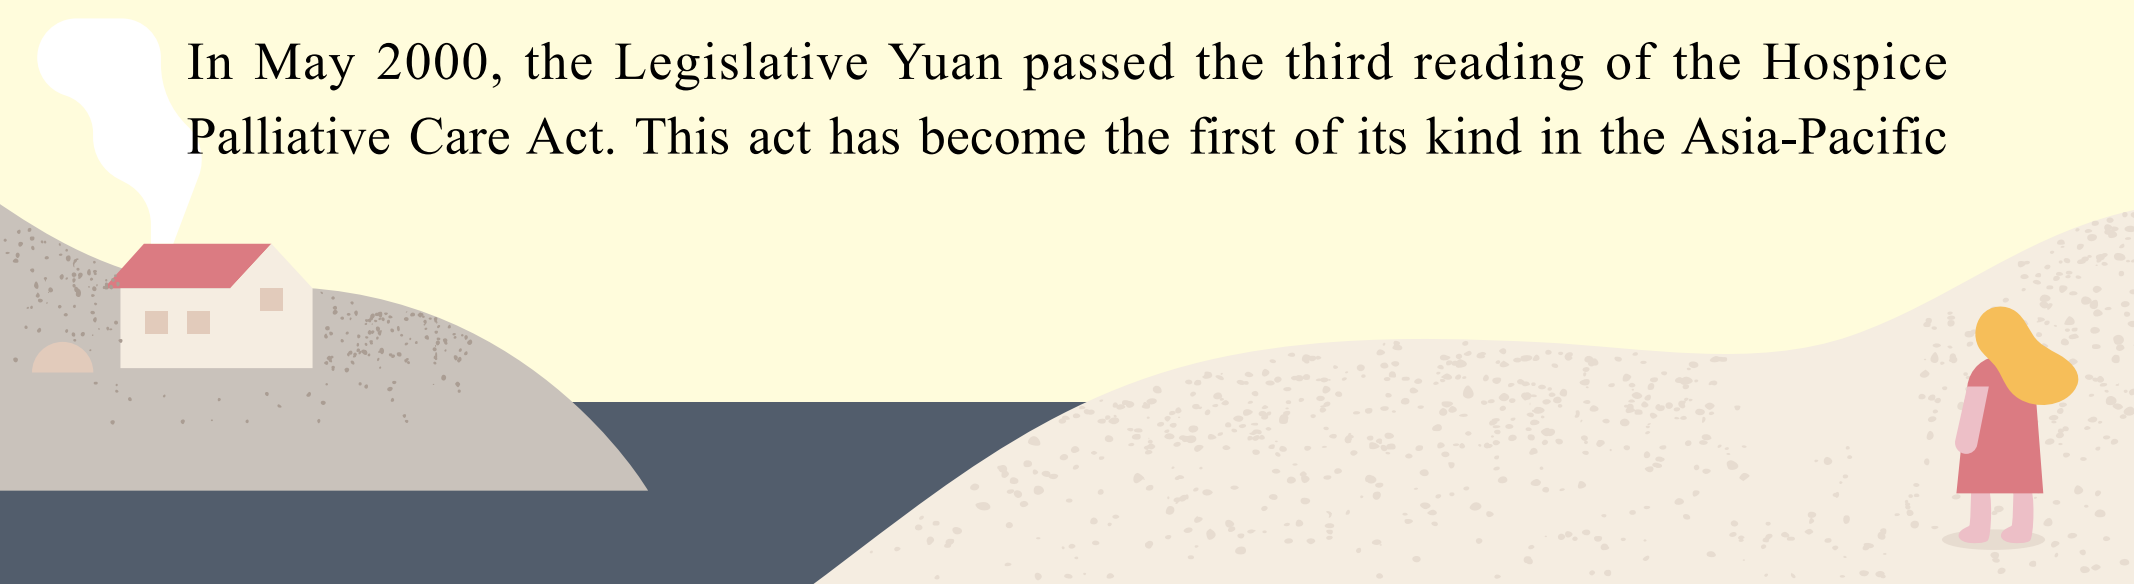 In May 2000, the Legislative Yuan passed the third reading of the Hospice
Palliative Care Act. This act has become the first of its kind in the Asia-Pacific